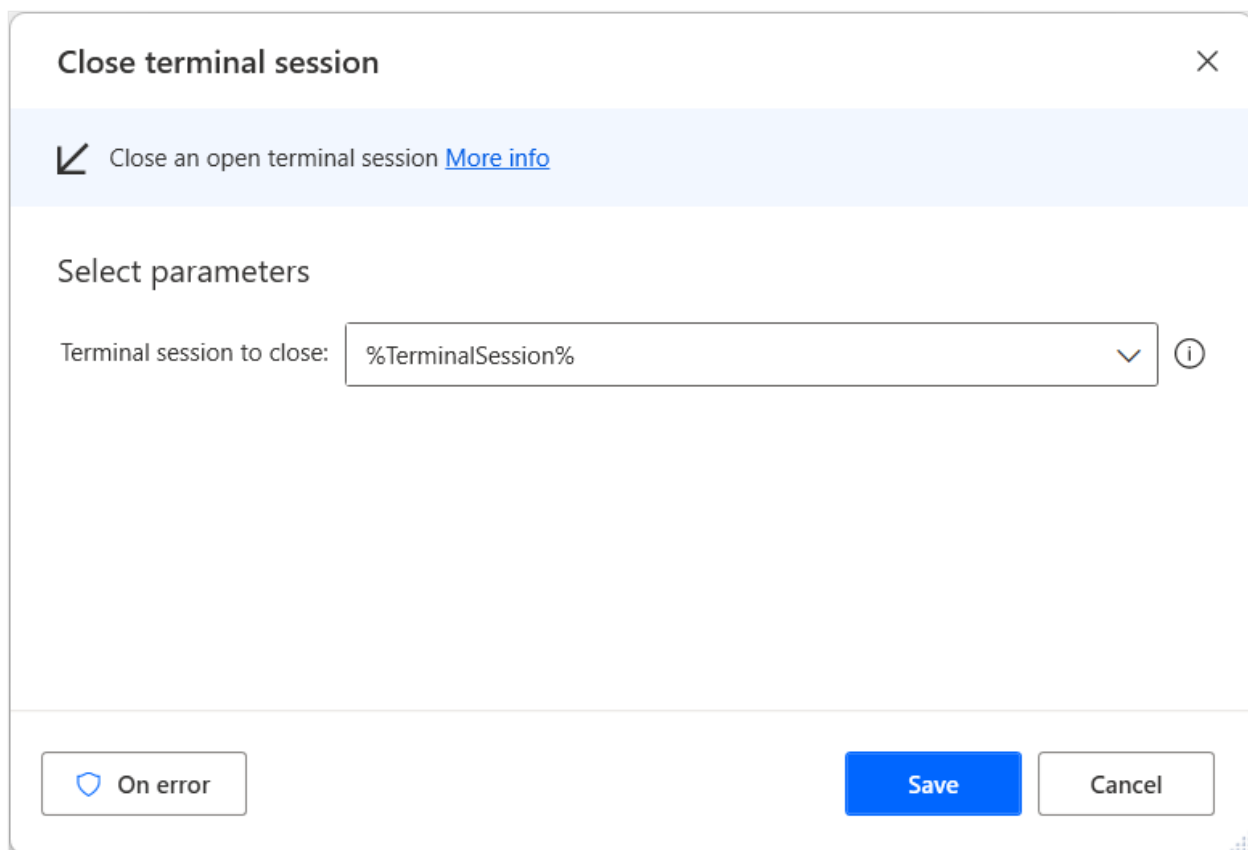 Close terminal session
Close an open terminal session More info
Select parameters
Terminal session to close: %TerminalSession%
On error
Save
Cancel